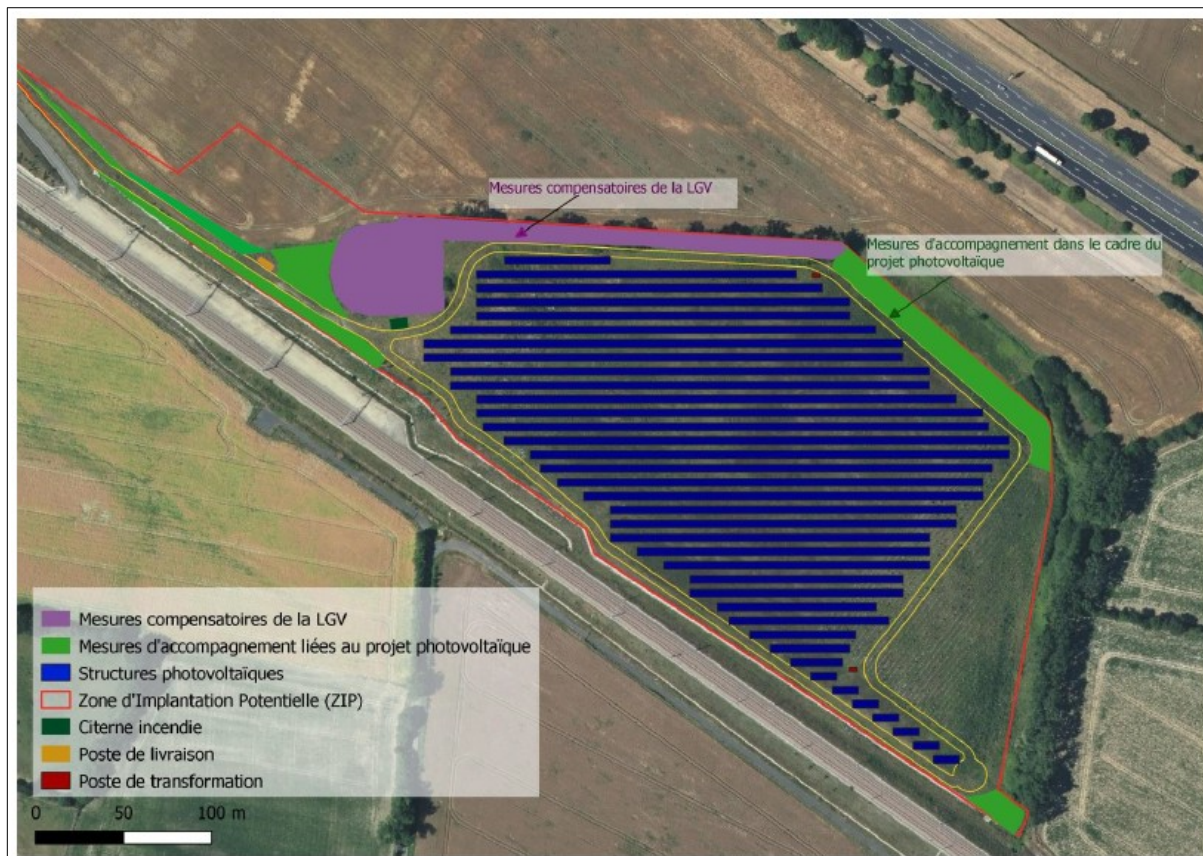 Mesures compensatoires de la LGV
Mesures d'accompagnement dans le cadre du
projet photovoltaïque
Mesures compensatoires de la LGV
Mesures d'accompagnement liées au projet photovoltaïque
Structures photovoltaïques
Zone d'Implantation Potentielle (ZIP)
Citerne incendie
Poste de livraison
Poste de transformation
0 50 100 m